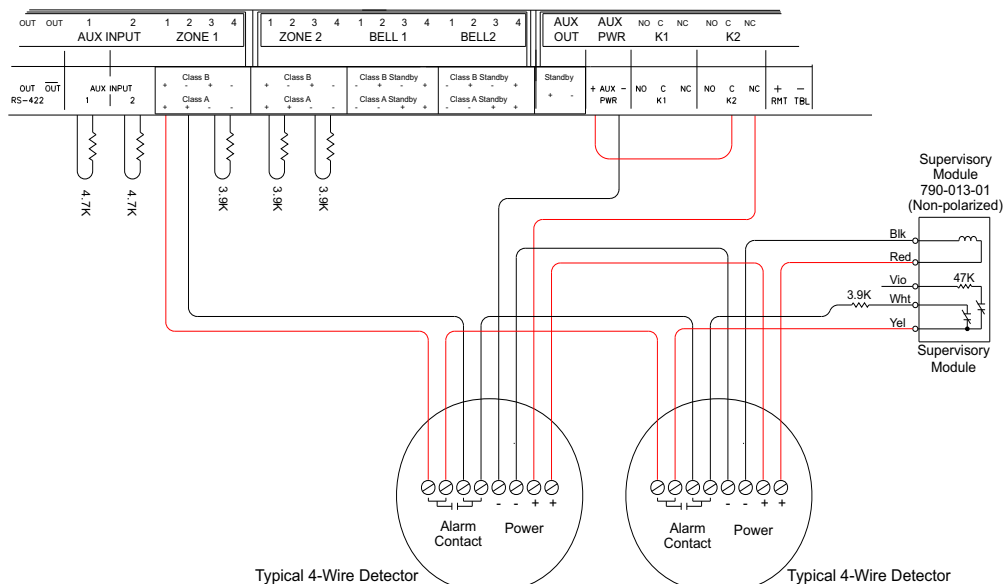 OUT OUT 1 2 1 2 3 4 1 2 3 4 1 2 3 4 1 2 3 4 AUX AUX NO C NC NO C NC
AUX INPUT ZONE 1 ZONE 2 BELL 1 BELL2 OUT PWR K1 K2
Class B Class B Class B Standby Class B Standby Standby
OUT OUT AUX INPUT + - + - + - + - - - + + - - + + + - + AUX - NO C NC NO C NC + -
RS-422 1 2 Class A Class A Class A Standby Class A Standby PWR K1 K2 RMT TBL
+ + - - + + - - - + - + - - + +
4.7K
4.7K
3.9K
3.9K
3.9K
Supervisory
Module
790-013-01
(Non-polarized)
Blk
Red
Vio
47K
3.9K
Wht
Yel
Supervisory
Module
- - + +
Alarm
Contact
Power
- - + +
Alarm
Contact
Power
Typical 4-Wire Detector
Typical 4-Wire Detector